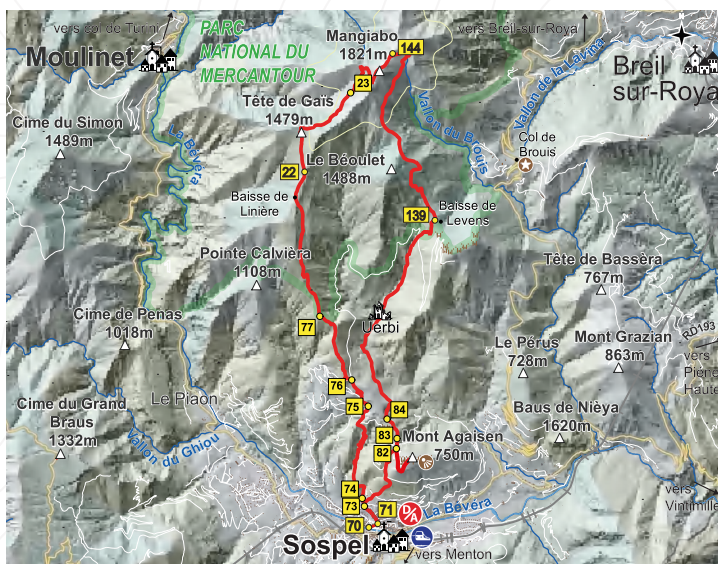 vers col de Turini
PARC
NATIONAL DU
MERCANTOUR
Mangiabo
1821m
144
vers Breil-sur-Roya
Moulinet
Breil
sur-Roya
Vallon de la Lavina
23
Tête de Gaïs
1479m
Vallon du Brouis
Cime du Simon
1489m
La Bévéra
Col de
Brouis
22
Le Béoulet
1488m
Baisse de
Linière
139
Baisse de
Levens
Pointe Calvièra
1108m
Tête de Bassèra
767m
Cime de Penas
1018m
77
Uerbi
RD193
Le Pérus
728m
Mont Grazian
863m
vers
Piène
Haute
76
Le Piaon
75
84
Cime du Grand
Braus
1332m
Baus de Nièya
1620m
83
82
Mont Agaisen
750m
Vallon du Ghiou
74
73
71
D/A
La Bévéra
vers
Vintimille
70
Sospel
vers Menton